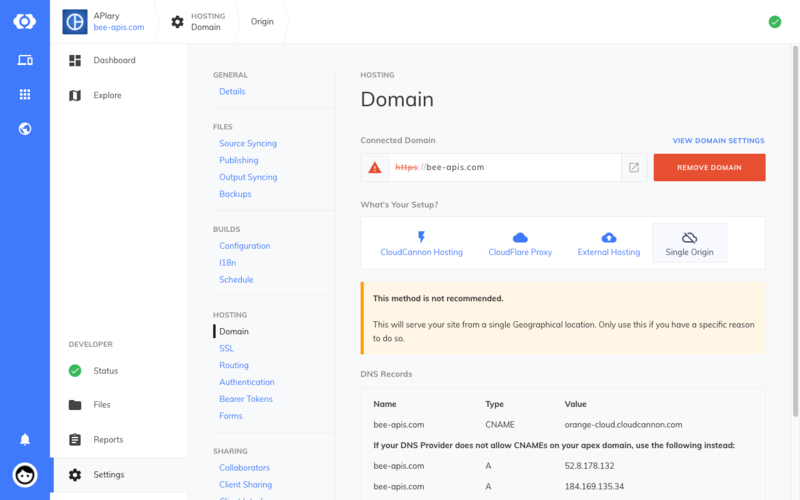 APIary
bee-apis.com
HOSTING
Domain
Origin
Dashboard
Explore
DEVELOPER
Status
Files
Reports
Settings
GENERAL
Details
FILES
Source Syncing
Publishing
Output Syncing
Backups
BUILDS
Configuration
I18n
Schedule
HOSTING
Domain
SSL
Routing
Authentication
Bearer Tokens
Forms
SHARING
Collaborators
Client Sharing
HOSTING
Domain
Connected Domain
VIEW DOMAIN SETTINGS
https://bee-apis.com
REMOVE DOMAIN
What's Your Setup?
CloudCannon Hosting
CloudFlare Proxy
External Hosting
Single Origin
This method is not recommended.
This will serve your site from a single Geographical location. Only use this if you have a specific reason
to do so.
DNS Records
Name Type Value
bee-apis.com CNAME orange-cloud.cloudcannon.com
If your DNS Provider does not allow CNAMEs on your apex domain, use the following instead:
bee-apis.com A 52.8.178.132
bee-apis.com A 184.169.135.34